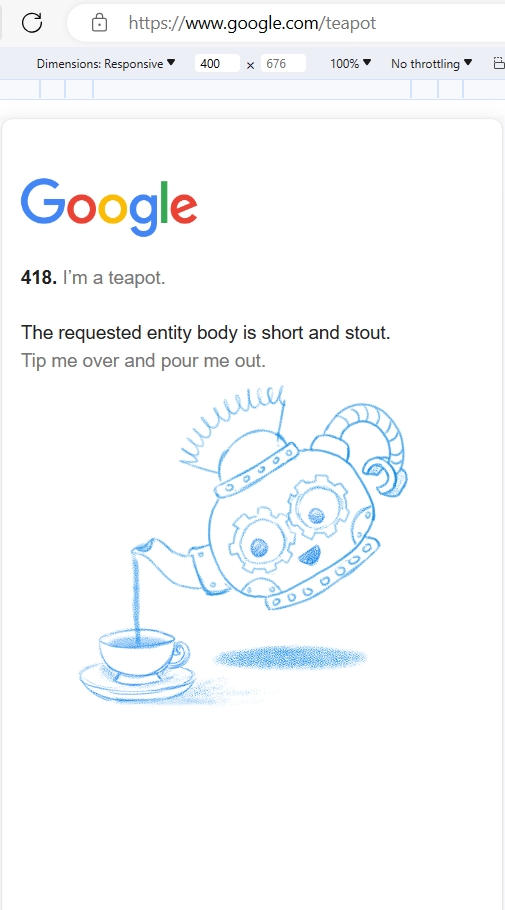 https://www.google.com/teapot
Dimensions: Responsive ▼ 400 × 676 100% ▼ No throttling ▼
Google
418. I’m a teapot.
The requested entity body is short and stout.
Tip me over and pour me out.